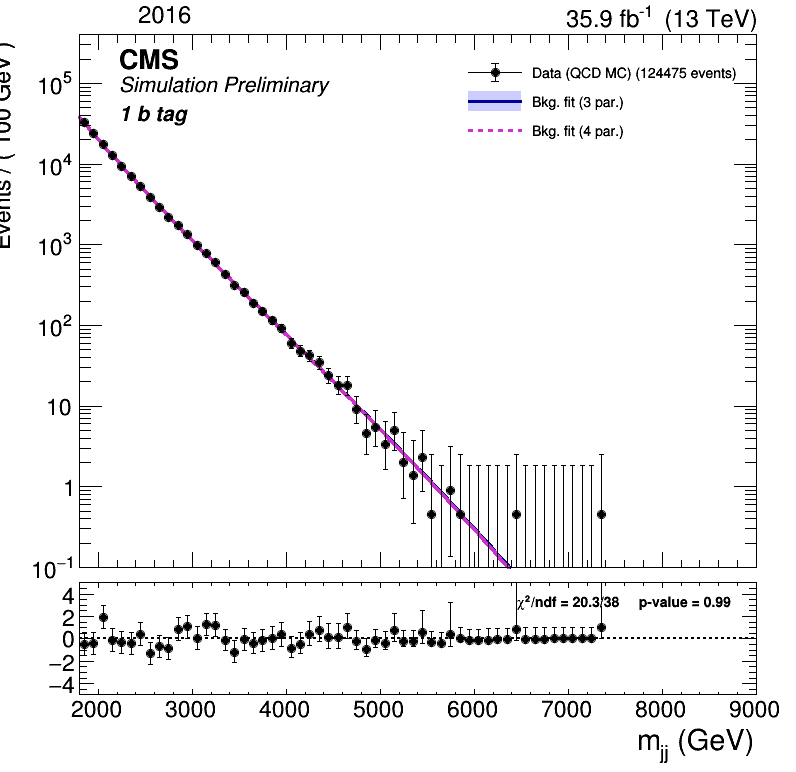 2016
35.9 fb⁻¹ (13 TeV)
CMS
Simulation Preliminary
1 b tag
Data (QCD MC) (124475 events)
Bkg. fit (3 par.)
Bkg. fit (4 par.)
Events / ( 100 GeV )
10⁵
10⁴
10³
10²
10
1
10⁻¹
χ²/ndf = 20.3/38 p-value = 0.99
4
2
0
−2
−4
2000 3000 4000 5000 6000 7000 8000 9000
m_jj (GeV)